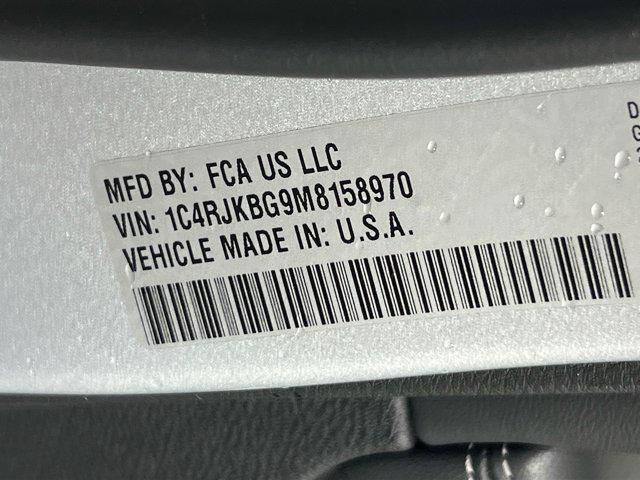 MFD BY: FCA US LLC
VIN: 1C4RJKBG9M8158970
VEHICLE MADE IN: U.S.A.
D
G